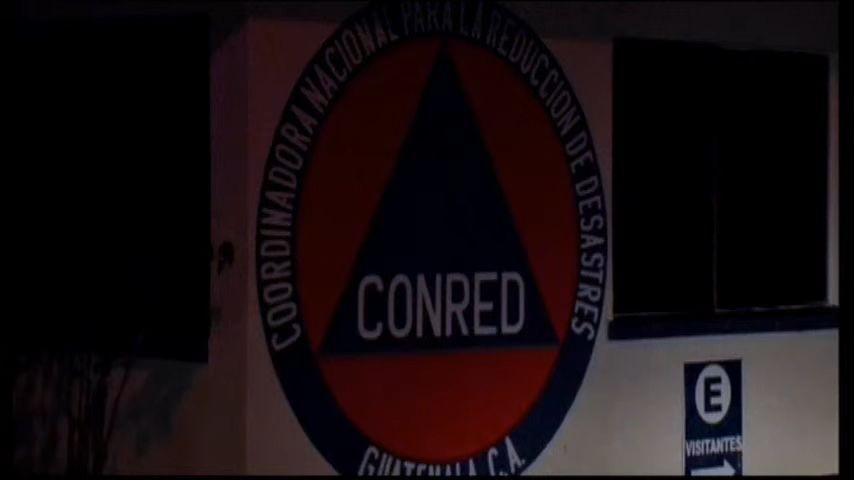 COORDINADORA NACIONAL PARA LA REDUCCION DE DESASTRES
CONRED
GUATEMALA, C.A.
E
VISITANTES